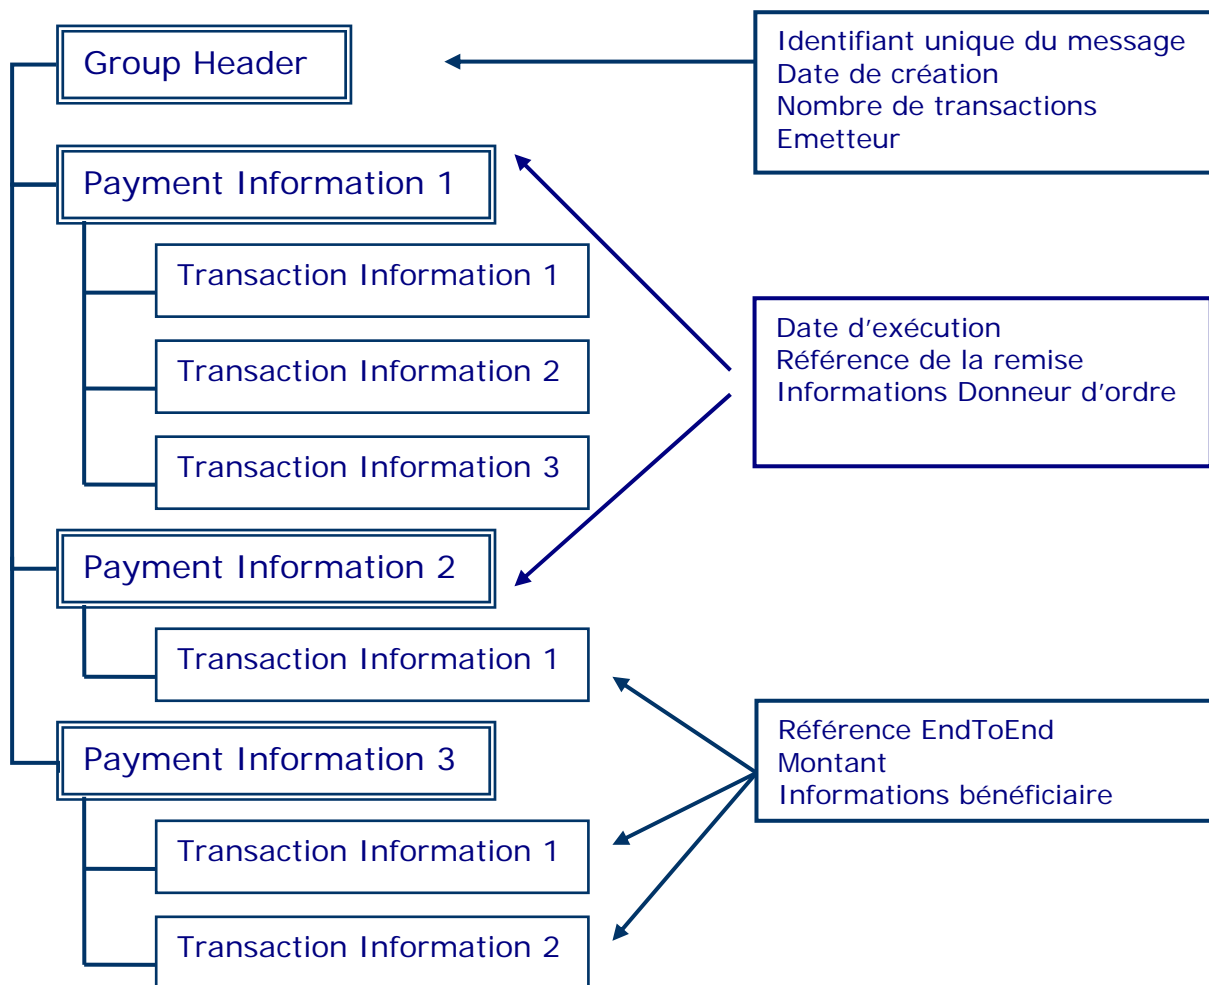 Group Header
Identifiant unique du message
Date de création
Nombre de transactions
Emetteur
Payment Information 1
Transaction Information 1
Transaction Information 2
Transaction Information 3
Date d'exécution
Référence de la remise
Informations Donneur d'ordre
Payment Information 2
Transaction Information 1
Payment Information 3
Transaction Information 1
Transaction Information 2
Référence EndToEnd
Montant
Informations bénéficiaire